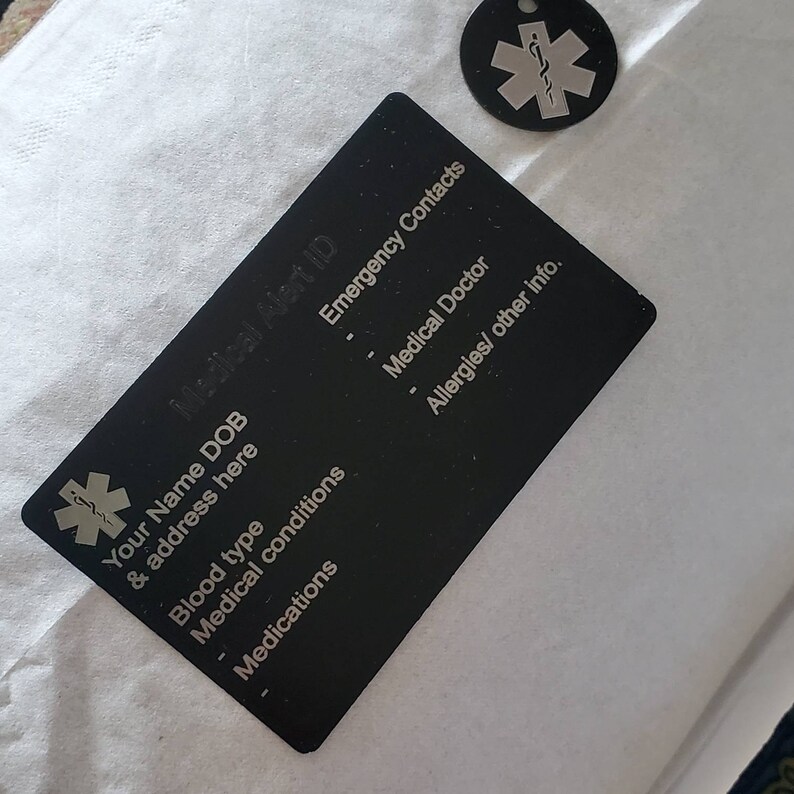 Medical Alert ID
Your Name DOB
& address here
Blood type
Medical conditions
-
Medications
-
Emergency Contacts
-
-
Medical Doctor
-
Allergies/ other info.